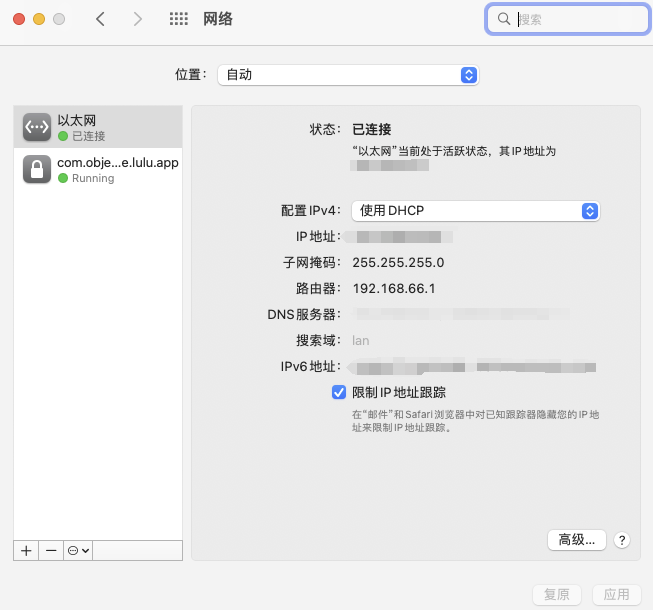 网络
搜索
位置:
自动
以太网
已连接
com.obje...e.lulu.app
Running
状态:
已连接
“以太网”当前处于活跃状态，其 IP 地址为
配置 IPv4:
使用 DHCP
IP 地址:
子网掩码:
255.255.255.0
路由器:
192.168.66.1
DNS 服务器:
搜索域:
lan
IPv6 地址:
限制 IP 地址跟踪
在“邮件”和 Safari 浏览器中对已知跟踪器隐藏您的 IP 地
址来限制 IP 地址跟踪。
高级...
?
复原
应用